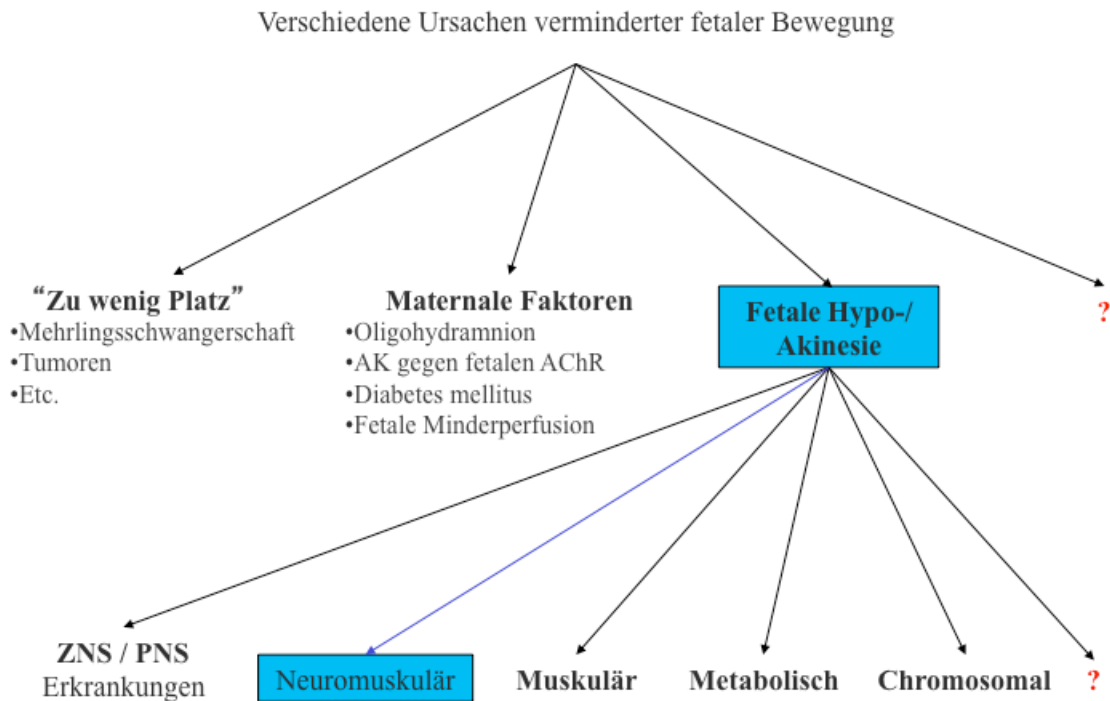 Verschiedene Ursachen verminderter fetaler Bewegung
“Zu wenig Platz”
•Mehrlingsschwangerschaft
•Tumoren
•Etc.
Maternale Faktoren
•Oligohydramnion
•AK gegen fetalen AChR
•Diabetes mellitus
•Fetale Minderperfusion
Fetale Hypo-/
Akinesie
?
ZNS / PNS
Erkrankungen
Neuromuskulär
Muskulär
Metabolisch
Chromosomal
?